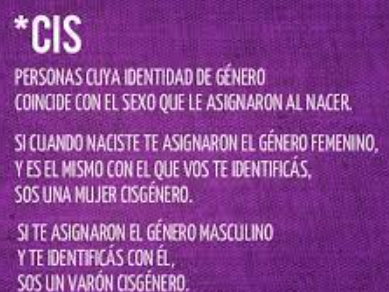 *CIS
PERSONAS CUYA IDENTIDAD DE GÉNERO
COINCIDE CON EL SEXO QUE LE ASIGNARON AL NACER.
SI CUANDO NACISTE TE ASIGNARON EL GÉNERO FEMENINO,
Y ES EL MISMO CON EL QUE VOS TE IDENTIFICÁS,
SOS UNA MUJER CISGÉNERO.
SI TE ASIGNARON EL GÉNERO MASCULINO
Y TE IDENTIFICÁS CON ÉL,
SOS UN VARÓN CISGÉNERO.